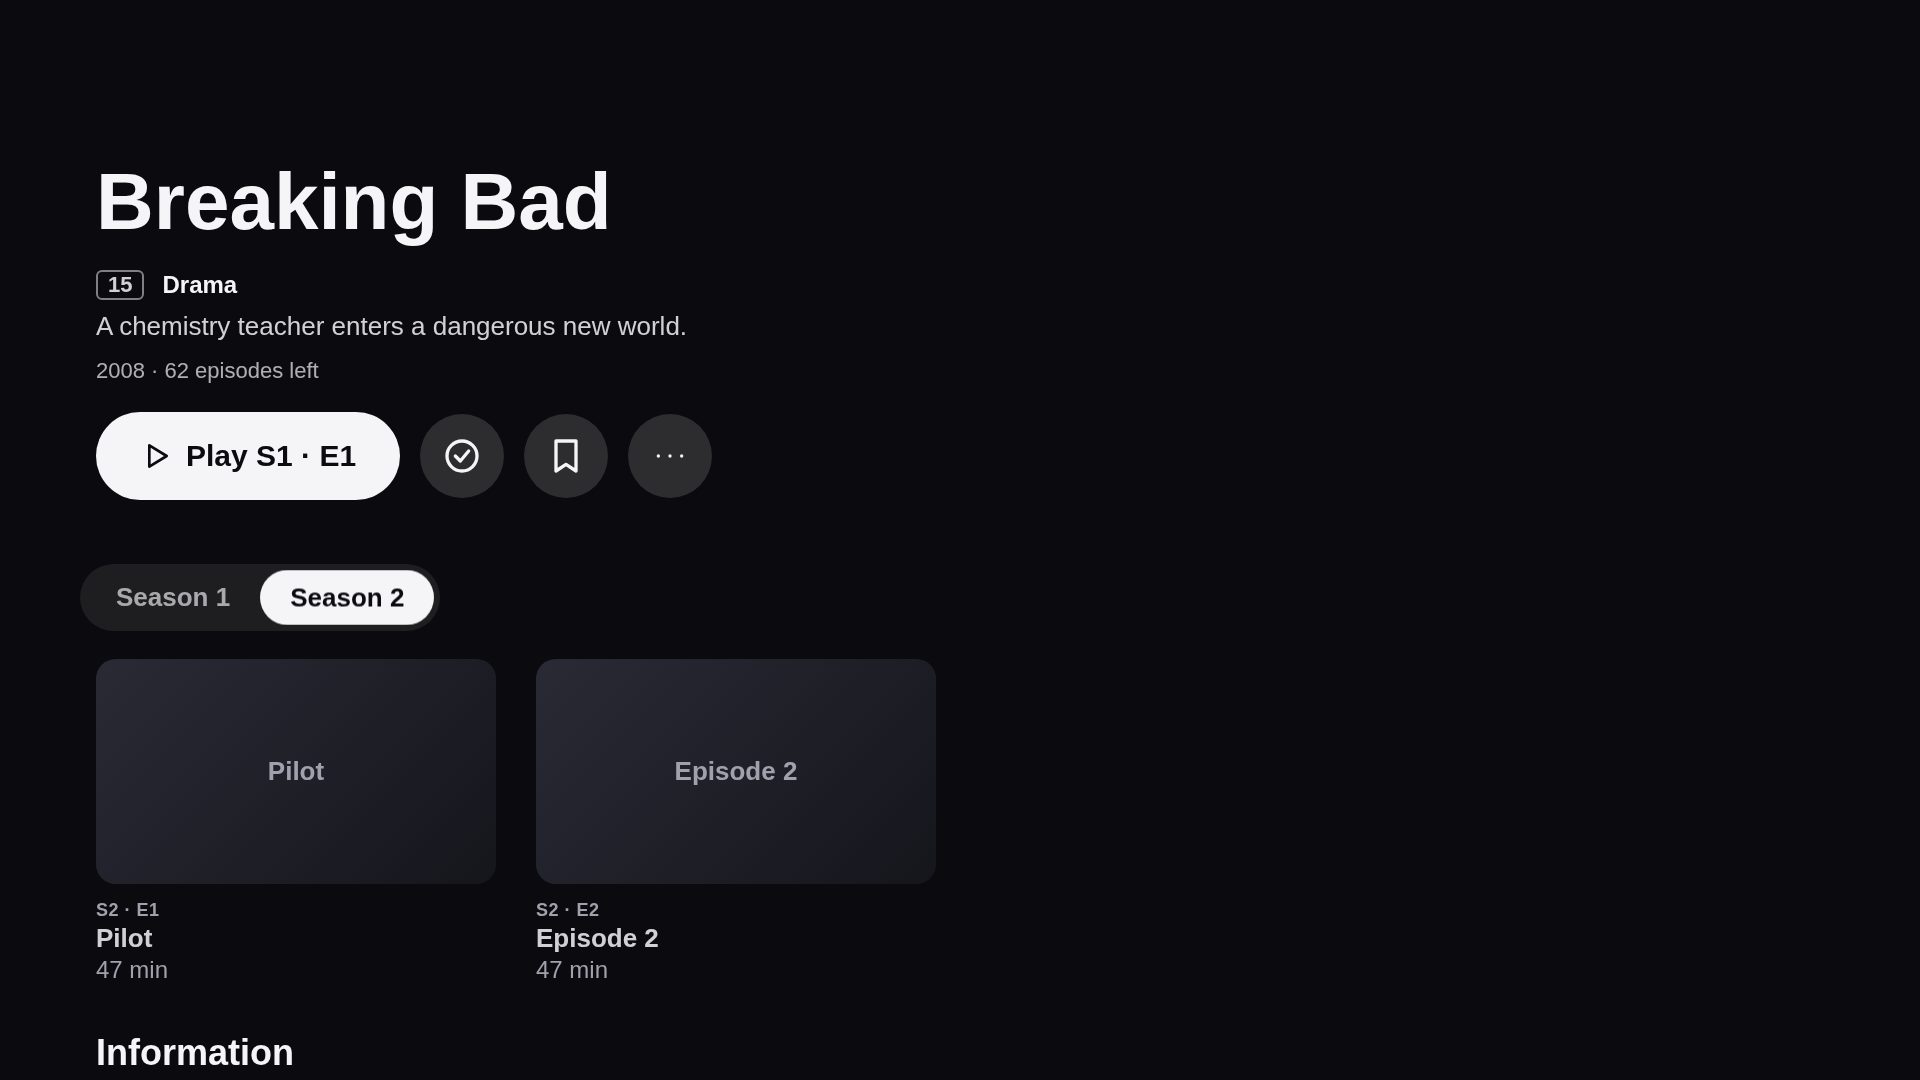 Breaking Bad
15 Drama
A chemistry teacher enters a dangerous new world.
2008 · 62 episodes left
Play S1 · E1
Season 1 Season 2
Pilot Episode 2
S2 · E1 S2 · E2
Pilot Episode 2
47 min 47 min
Information